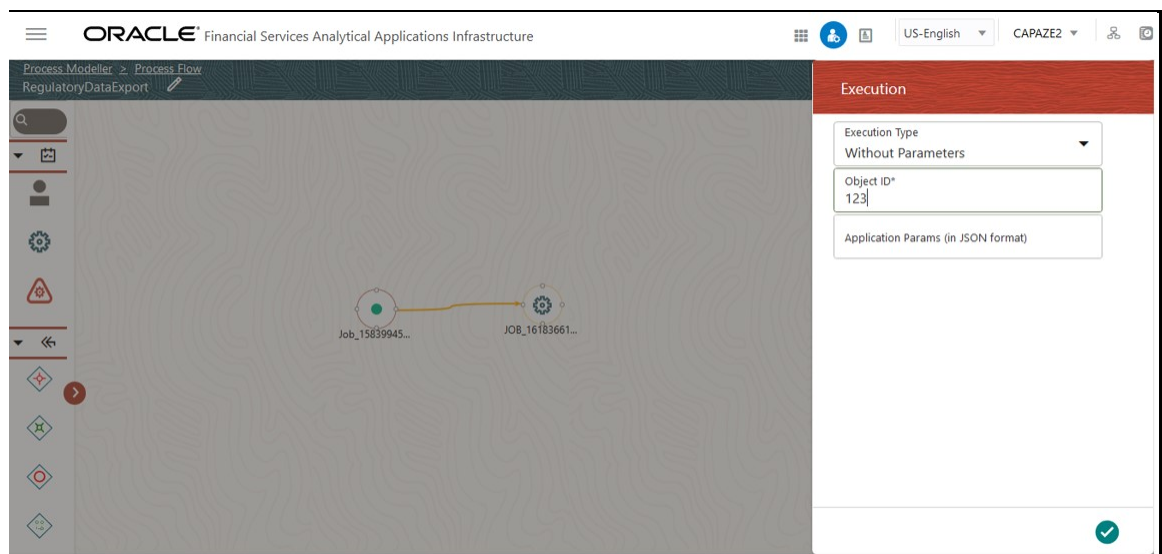 ORACLE® Financial Services Analytical Applications Infrastructure
US-English
CAPAZE2
Process Modeller > Process Flow
RegulatoryDataExport
Execution
Execution Type
Without Parameters
Object ID*
123
Application Params (in JSON format)
Job_15839945...
JOB_16183661...